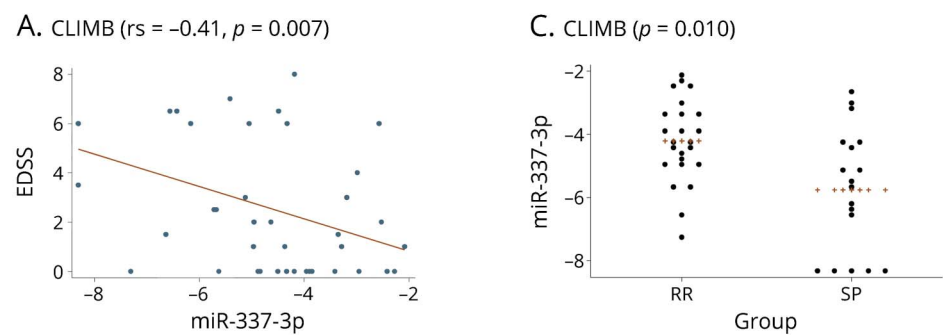 A. CLIMB (rs = –0.41, p = 0.007)
EDSS
8
6
4
2
0
–8
–6
–4
–2
miR-337-3p
C. CLIMB (p = 0.010)
miR-337-3p
–2
–4
–6
–8
RR
SP
Group